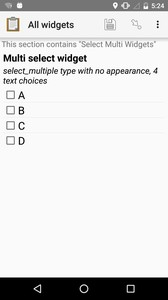 5:24
All widgets
This section contains "Select Multi Widgets"
Multi select widget
select_multiple type with no appearance, 4
text choices
A
B
C
D